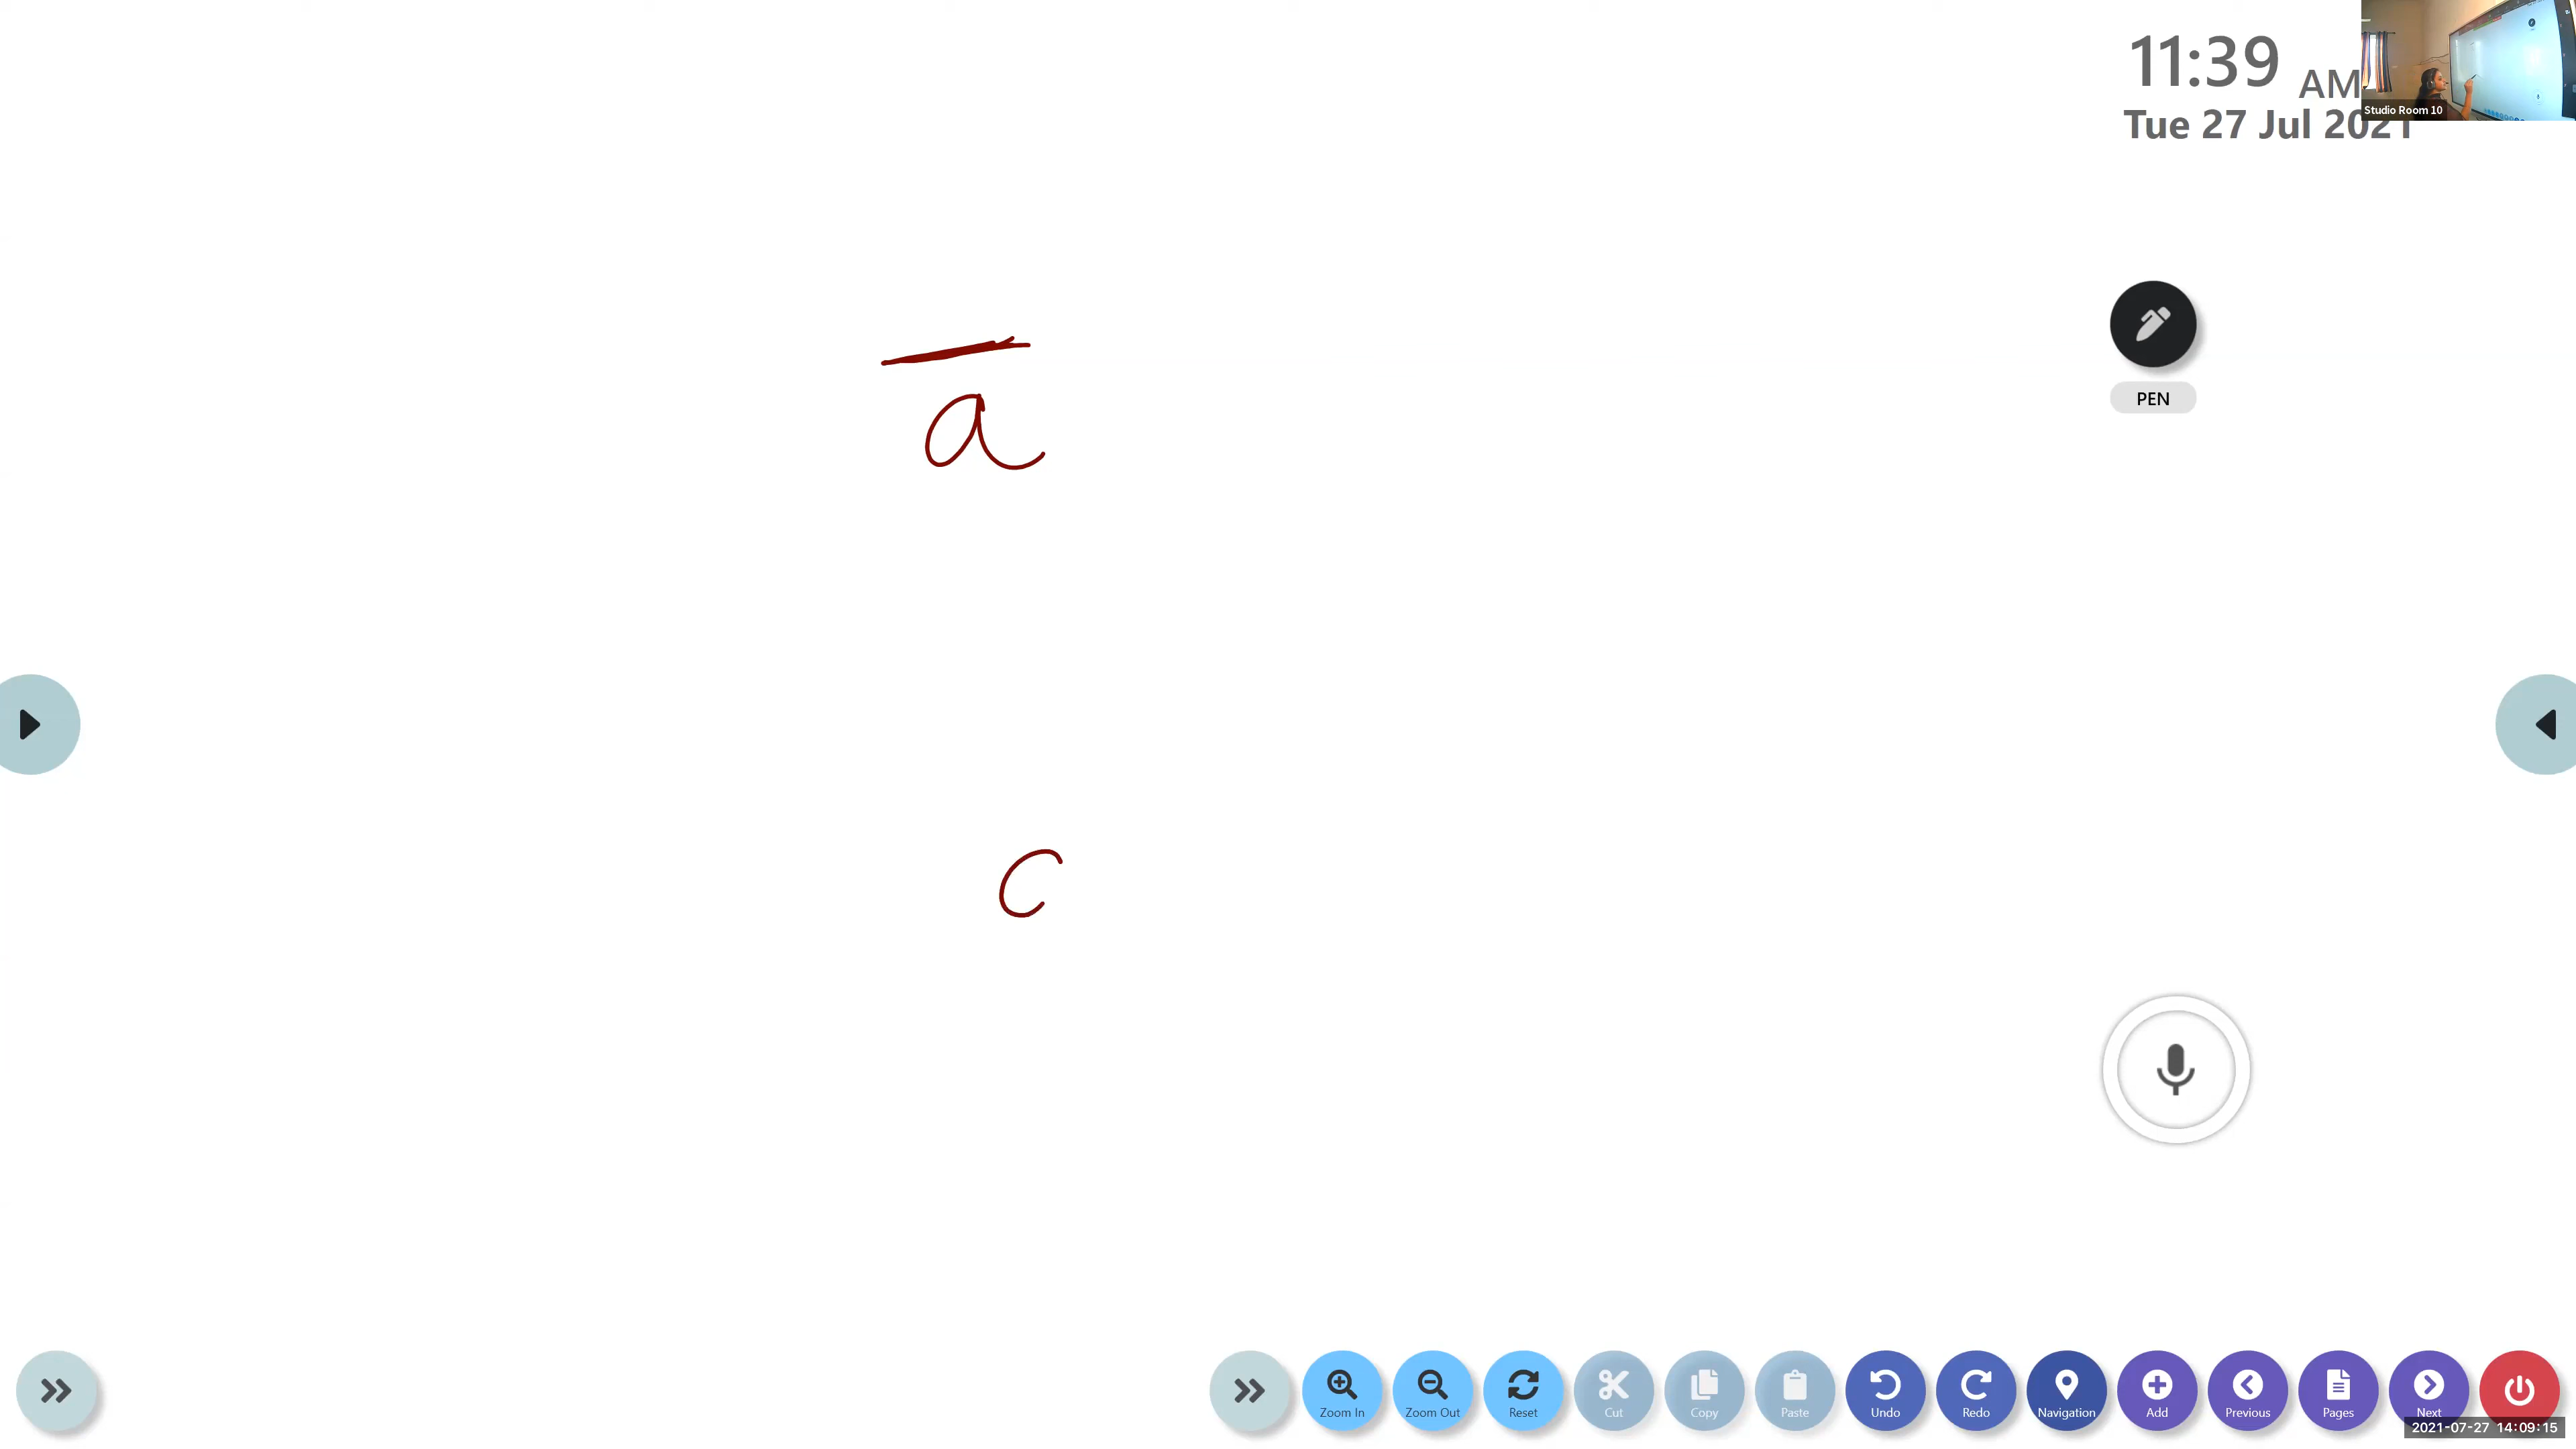 11:39 AM
Tue 27 Jul 2021
Studio Room 10
a
PEN
c
Zoom In Zoom Out Reset Cut Copy Paste Undo Redo Navigation Add Previous Pages Next
2021-07-27 14:09:15